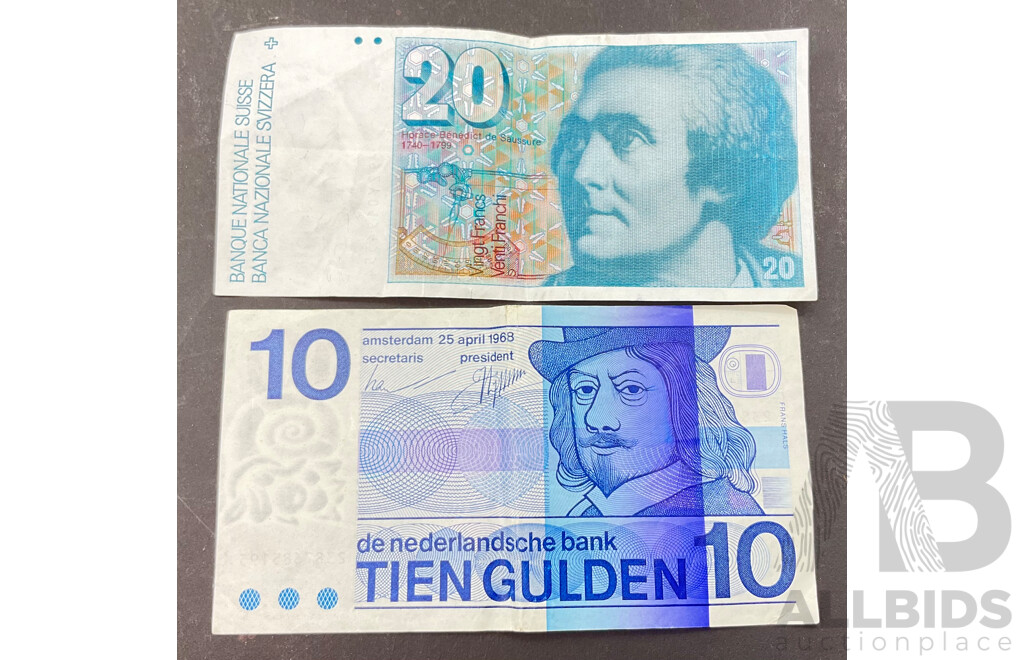 BANQUE NATIONALE SUISSE
BANCA NAZIONALE SVIZZERA
20
Horace-Bénédict de Saussure
1740–1799
Vingt Francs
Venti Franchi
20
10
amsterdam 25 april 1968
secretaris president
FRANS HALS
de nederlandsche bank
TIEN GULDEN 10
ALLBIDS
auctionplace